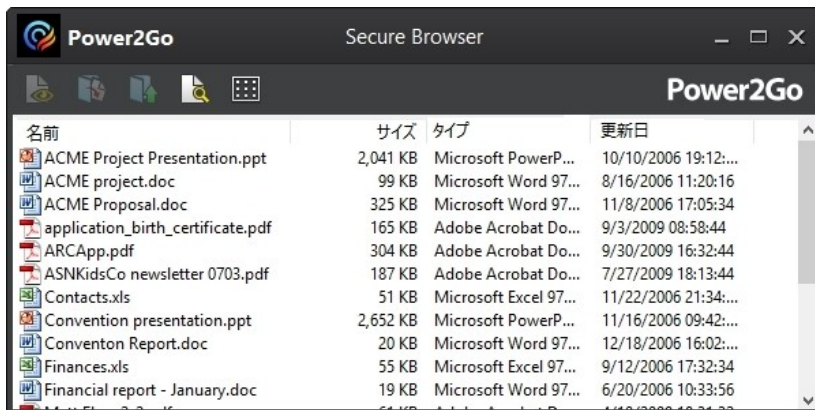 Power2Go Secure Browser
Power2Go
名前 サイズ タイプ 更新日
ACME Project Presentation.ppt 2,041 KB Microsoft PowerP... 10/10/2006 19:12:...
ACME project.doc 99 KB Microsoft Word 97... 8/16/2006 11:20:16
ACME Proposal.doc 325 KB Microsoft Word 97... 11/8/2006 17:05:34
application_birth_certificate.pdf 165 KB Adobe Acrobat Do... 9/3/2009 08:58:44
ARCApp.pdf 304 KB Adobe Acrobat Do... 9/30/2009 16:32:44
ASNKidsCo newsletter 0703.pdf 187 KB Adobe Acrobat Do... 7/27/2009 18:13:44
Contacts.xls 51 KB Microsoft Excel 97... 11/22/2006 21:34:...
Convention presentation.ppt 2,652 KB Microsoft PowerP... 11/16/2006 09:42:...
Conventon Report.doc 20 KB Microsoft Word 97... 12/18/2006 16:02:...
Finances.xls 55 KB Microsoft Excel 97... 9/12/2006 17:32:34
Financial report - January.doc 19 KB Microsoft Word 97... 6/20/2006 10:33:56